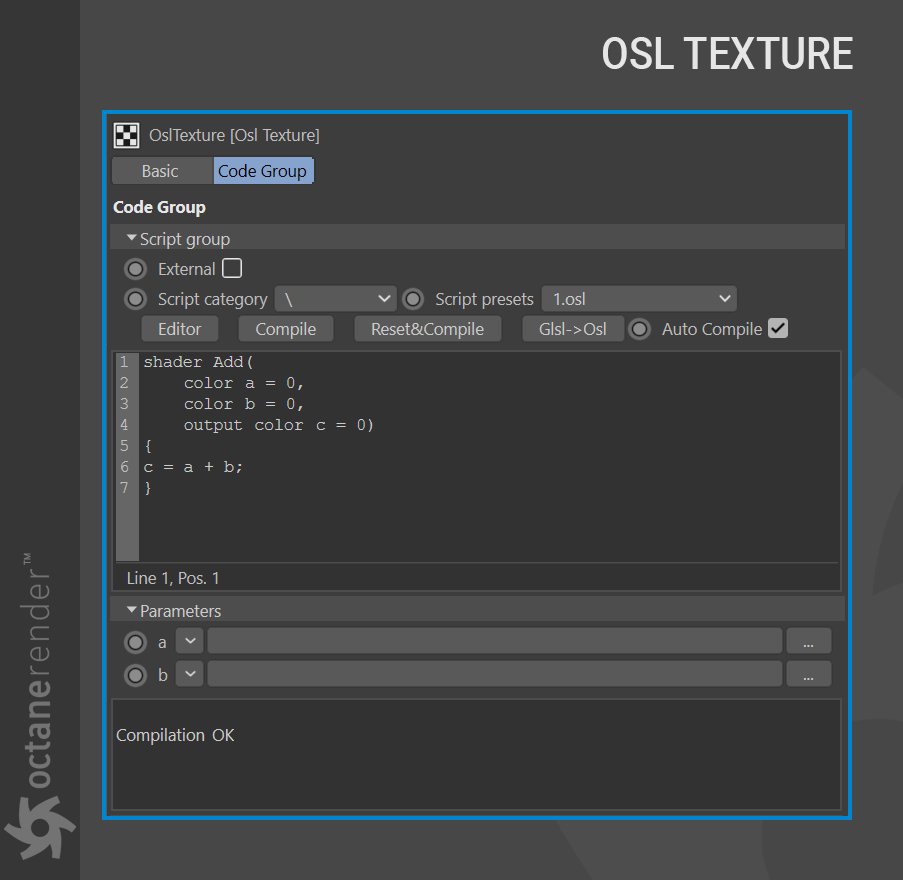 OSL TEXTURE
OslTexture [Osl Texture]
Basic Code Group
Code Group
Script group
External
Script category \ Script presets 1.osl
Editor Compile Reset&Compile Glsl->Osl Auto Compile
1 shader Add(
2     color a = 0,
3     color b = 0,
4     output color c = 0)
5 {
6 c = a + b;
7 }
Line 1, Pos. 1
Parameters
a ...
b ...
Compilation OK
octanerender™